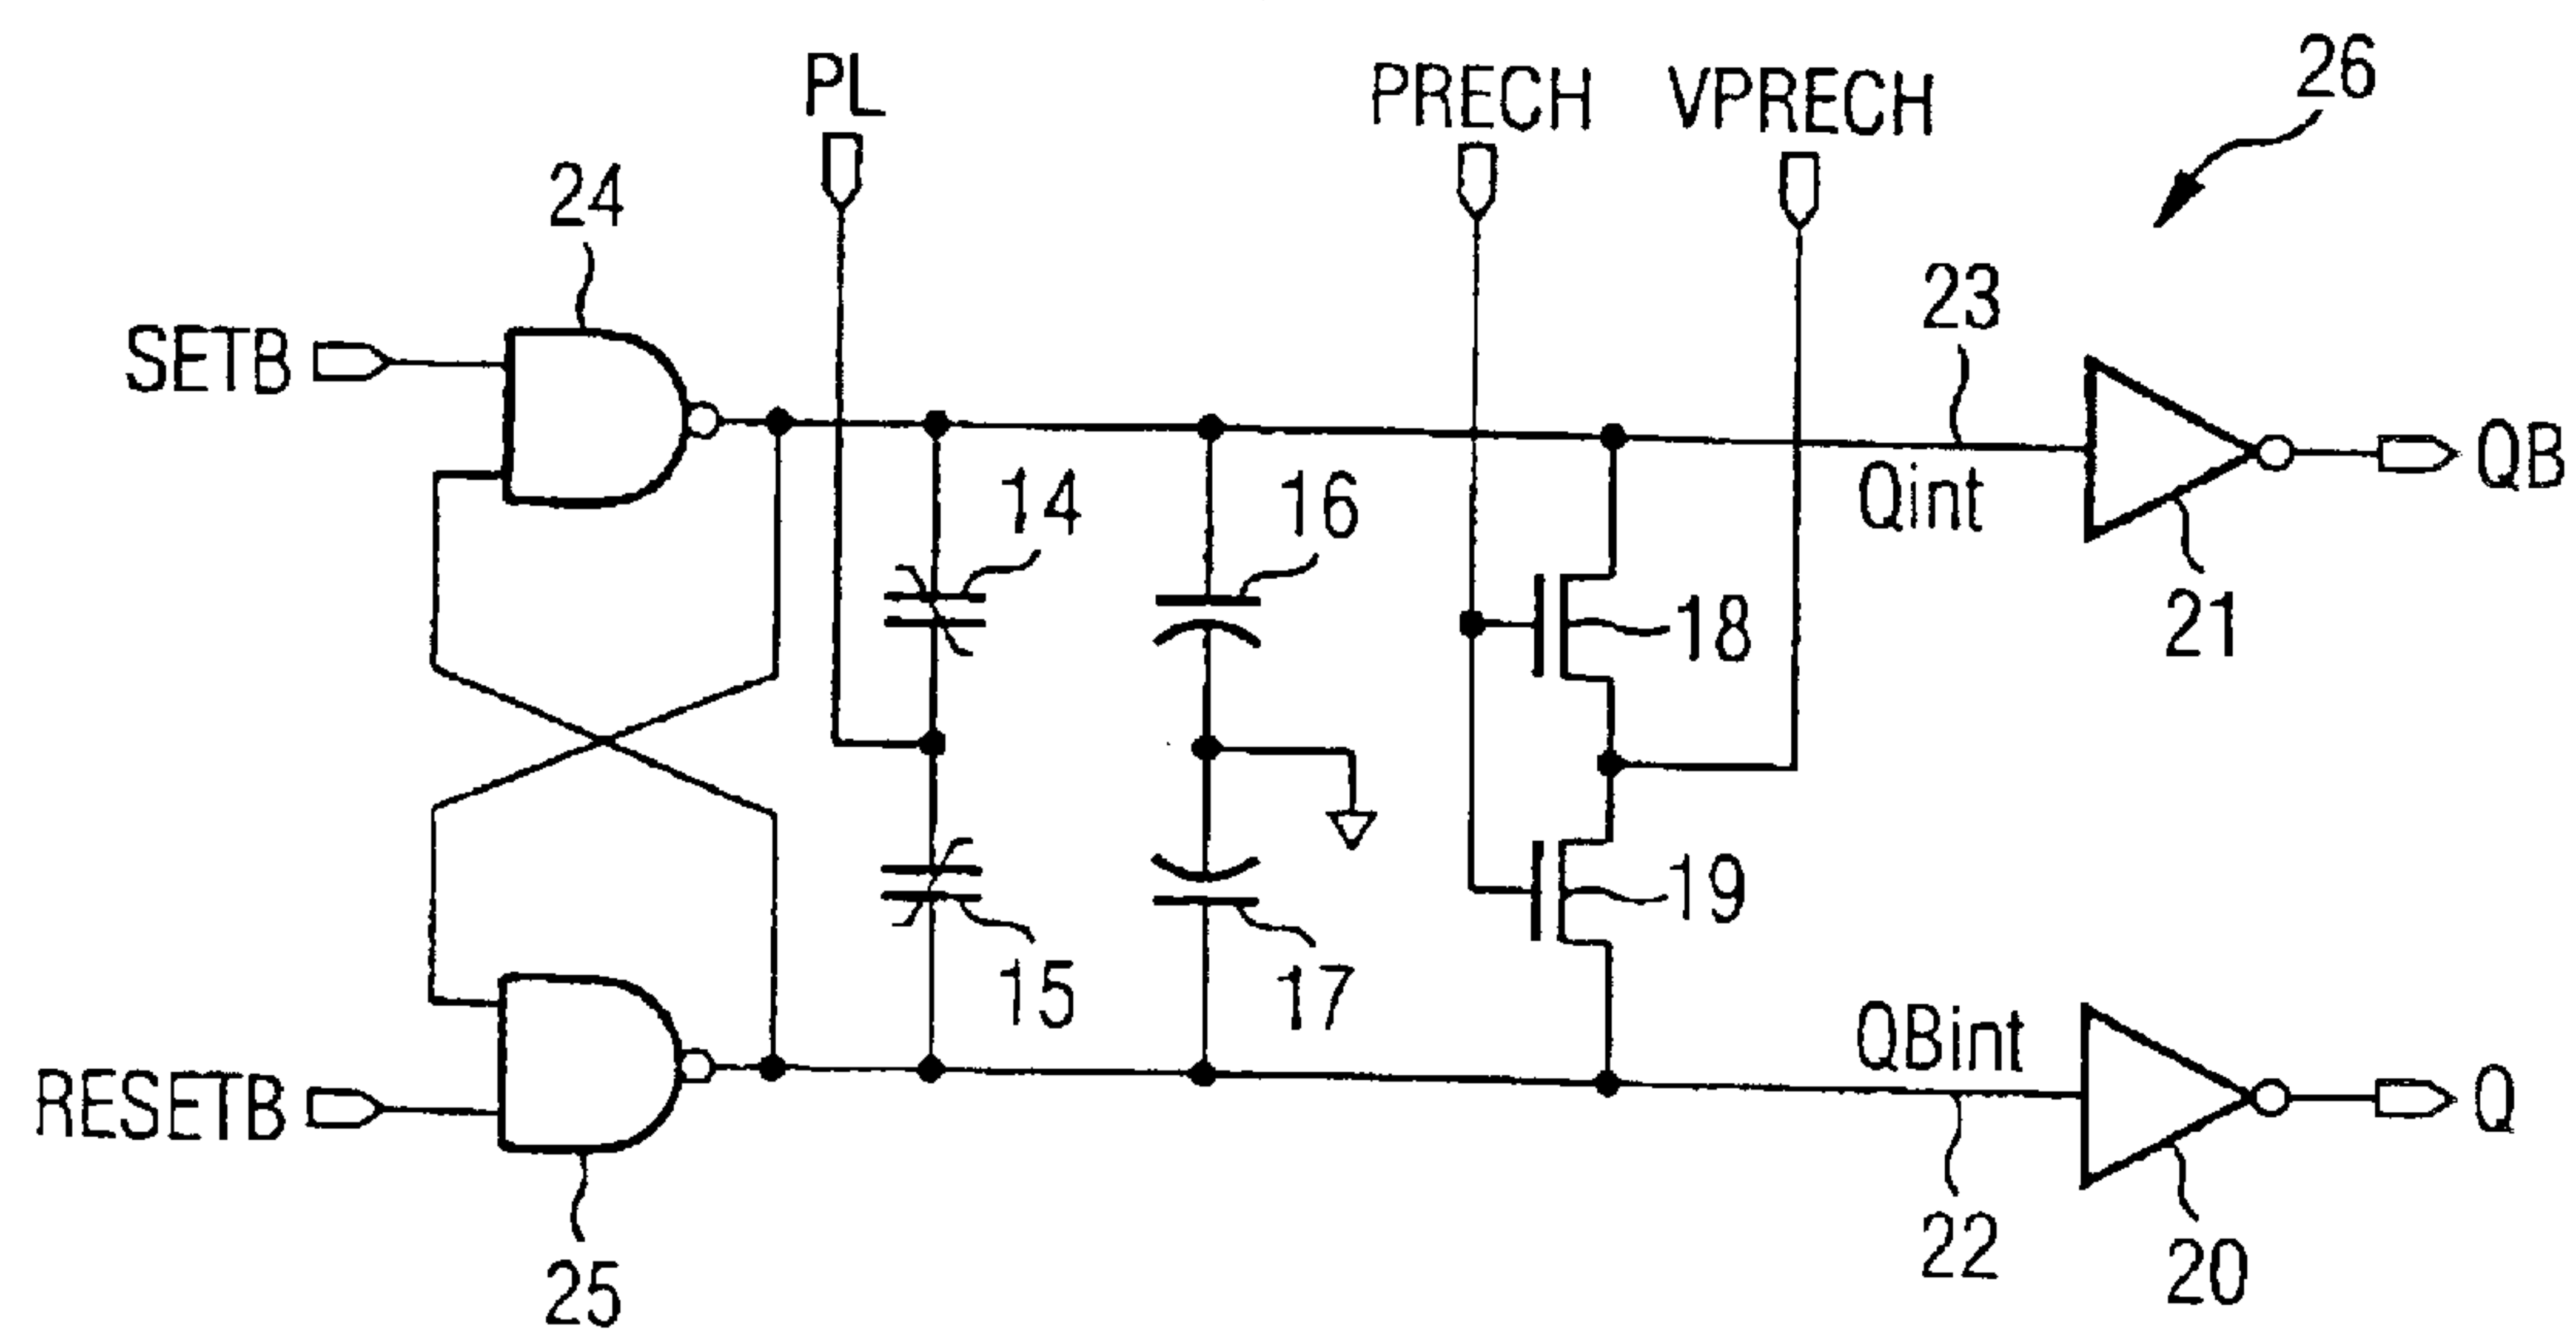 26
PL
PRECH
VPRECH
24
23
SETB
QB
14
16
Qint
18
21
19
15
17
QBint
RESETB
Q
22
20
25